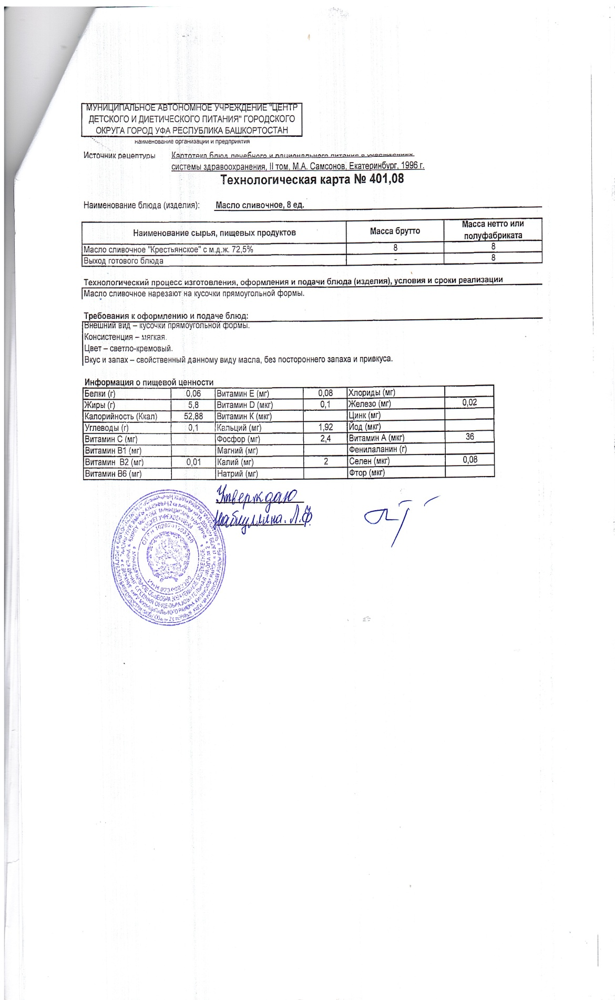 МУНИЦИПАЛЬНОЕ АВТОНОМНОЕ УЧРЕЖДЕНИЕ "ЦЕНТР
ДЕТСКОГО И ДИЕТИЧЕСКОГО ПИТАНИЯ" ГОРОДСКОГО
ОКРУГА ГОРОД УФА РЕСПУБЛИКА БАШКОРТОСТАН
наименование организации и предприятия
Источник рецептуры Картотека блюд лечебного и рационального питания в учреждениях
системы здравоохранения, II том, М.А. Самсонов, Екатеринбург, 1996 г.
Технологическая карта № 401,08
Наименование блюда (изделия): Масло сливочное, 8 ед.
Наименование сырья, пищевых продуктов Масса брутто Масса нетто или полуфабриката
Масло сливочное "Крестьянское" с м.д.ж. 72,5% 8 8
Выход готового блюда - 8
Технологический процесс изготовления, оформления и подачи блюда (изделия), условия и сроки реализации
Масло сливочное нарезают на кусочки прямоугольной формы.
Требования к оформлению и подаче блюд:
Внешний вид – кусочки прямоугольной формы.
Консистенция – мягкая.
Цвет – светло-кремовый.
Вкус и запах – свойственный данному виду масла, без постороннего запаха и привкуса.
Информация о пищевой ценности
Белки (г) 0,06 Витамин Е (мг) 0,08 Хлориды (мг)
Жиры (г) 5,8 Витамин D (мкг) 0,1 Железо (мг) 0,02
Калорийность (Ккал) 52,88 Витамин К (мкг) Цинк (мг)
Углеводы (г) 0,1 Кальций (мг) 1,92 Йод (мкг)
Витамин С (мг) Фосфор (мг) 2,4 Витамин А (мкг) 36
Витамин В1 (мг) Магний (мг) Фенилаланин (г)
Витамин В2 (мг) 0,01 Калий (мг) 2 Селен (мкг) 0,08
Витамин В6 (мг) Натрий (мг) Фтор (мкг)
Утверждаю
Набиуллина. Л.Ф.